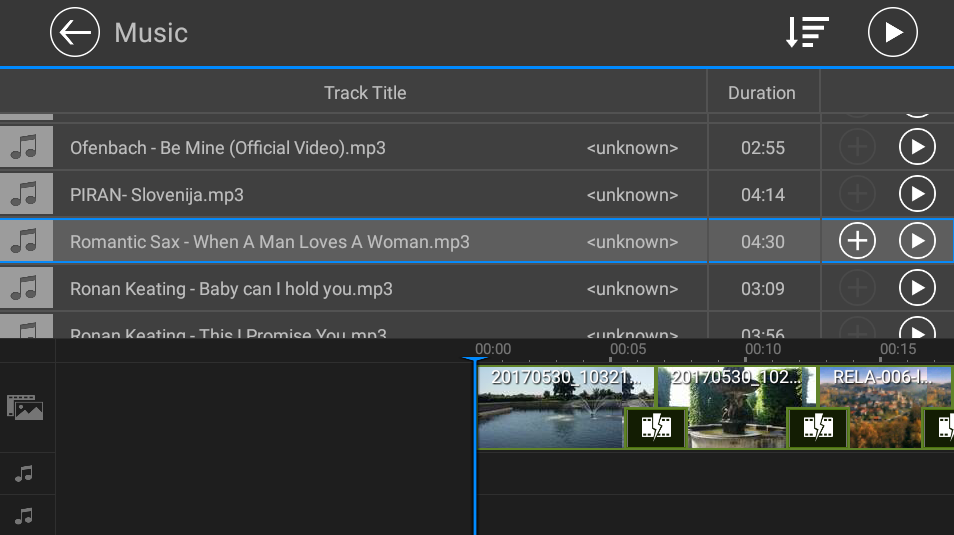 Music
Track Title Duration
Ofenbach - Be Mine (Official Video).mp3 <unknown> 02:55
PIRAN- Slovenija.mp3 <unknown> 04:14
Romantic Sax - When A Man Loves A Woman.mp3 <unknown> 04:30
Ronan Keating - Baby can I hold you.mp3 <unknown> 03:09
Ronan Keating - This I Promise You.mp3 <unknown> 03:56
00:00 00:05 00:10 00:15
20170530_10321... 20170530_102... RELA-006-l...